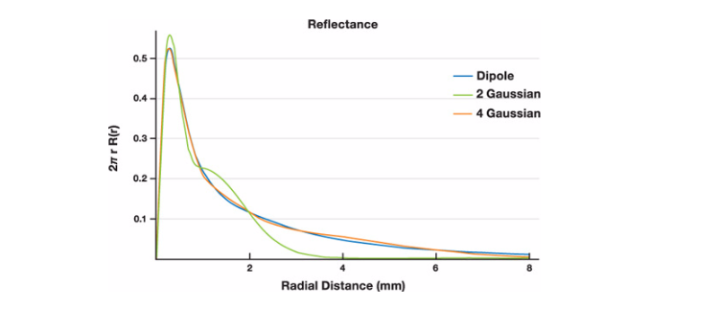 Reflectance
Dipole
2 Gaussian
4 Gaussian
0.5
0.4
0.3
0.2
0.1
2π r R(r)
2
4
6
8
Radial Distance (mm)